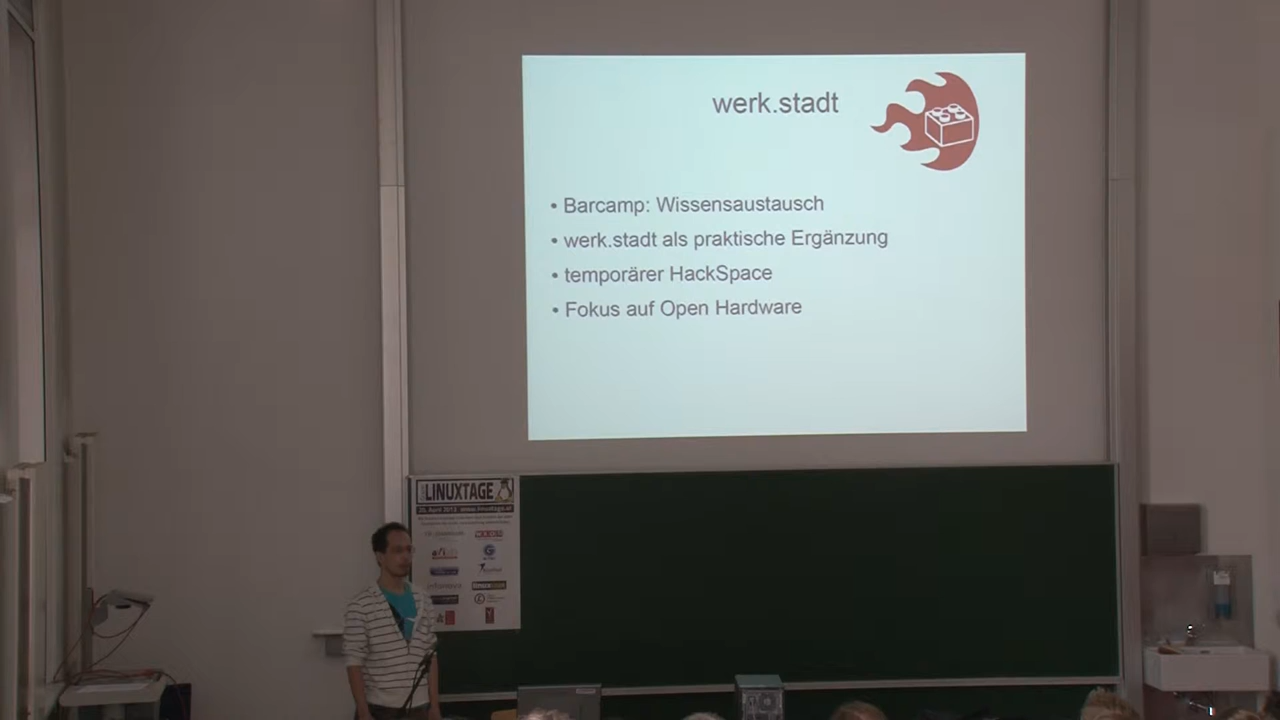 werk.stadt
• Barcamp: Wissensaustausch
• werk.stadt als praktische Ergänzung
• temporärer HackSpace
• Fokus auf Open Hardware
LINUXTAGE